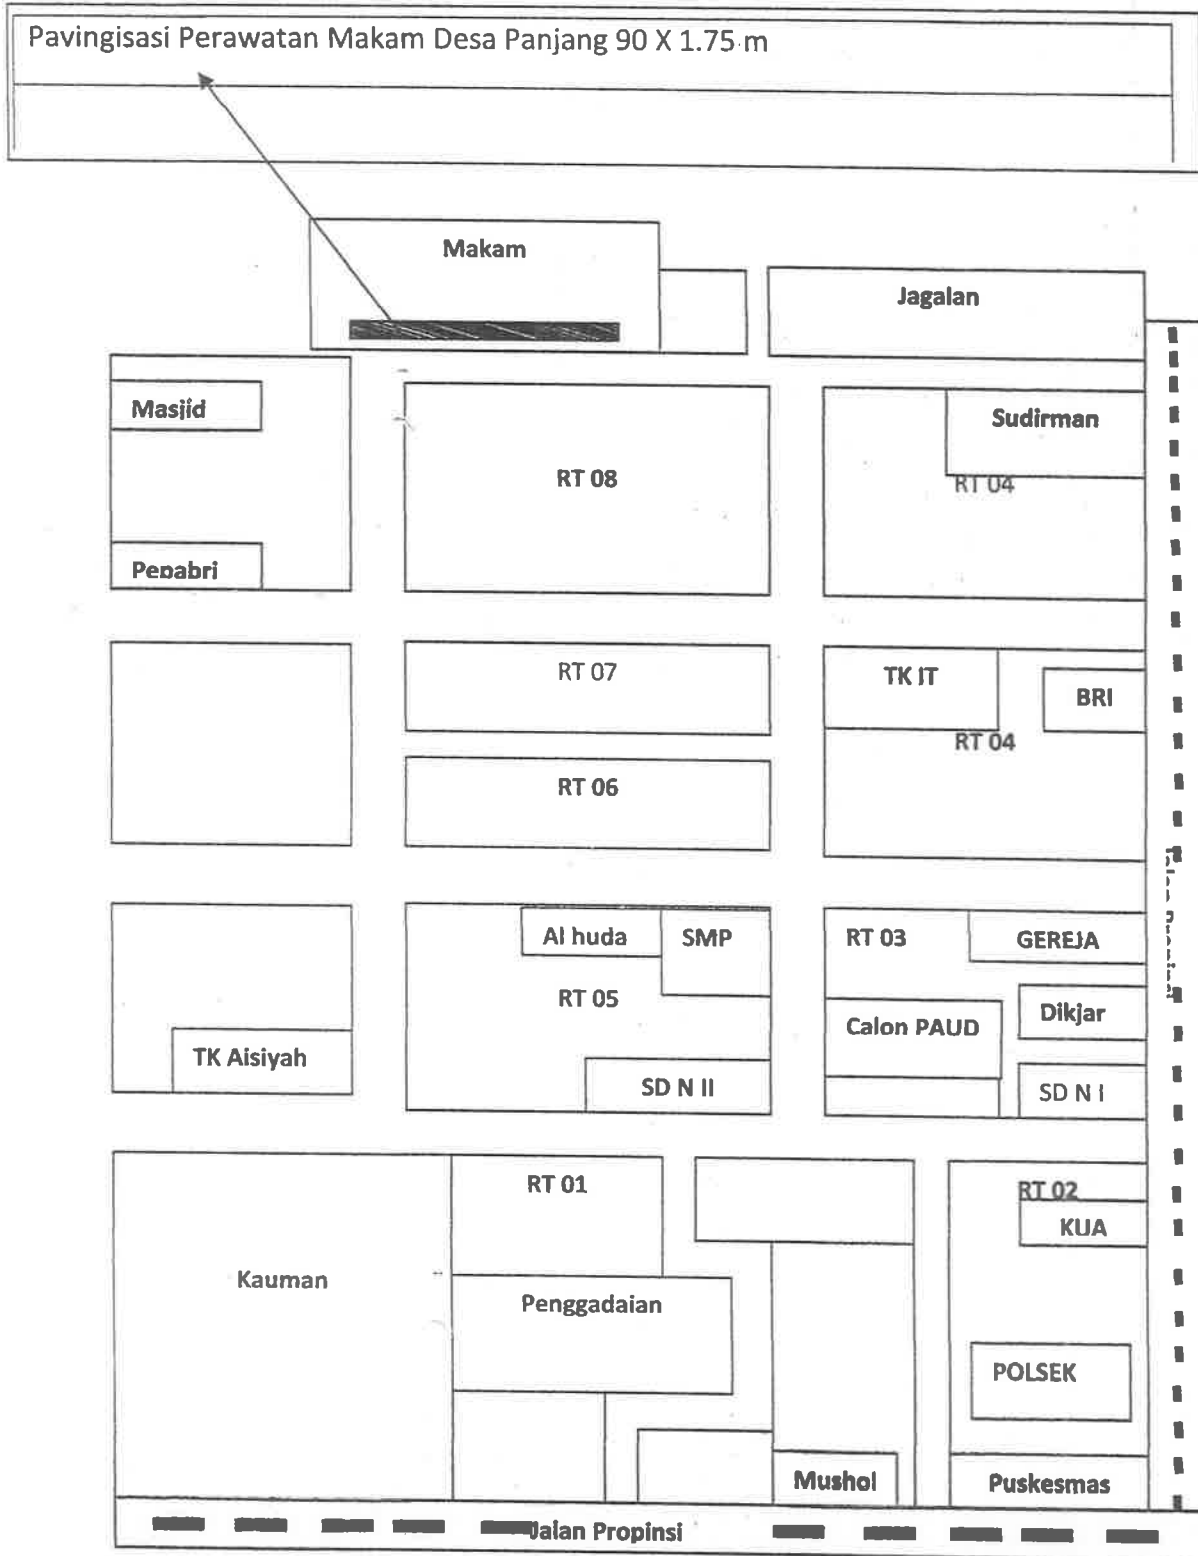 Pavingisasi Perawatan Makam Desa Panjang 90 X 1.75 m
Makam
Jagalan
Masjid
Sudirman
RT 08
RT 04
Pepabri
RT 07
TK IT
BRI
RT 04
RT 06
Al huda
SMP
RT 03
GEREJA
RT 05
Calon PAUD
Dikjar
TK Aisiyah
SD N II
SD N I
RT 01
RT 02
KUA
Kauman
Penggadaian
POLSEK
Mushol
Puskesmas
Jalan Propinsi